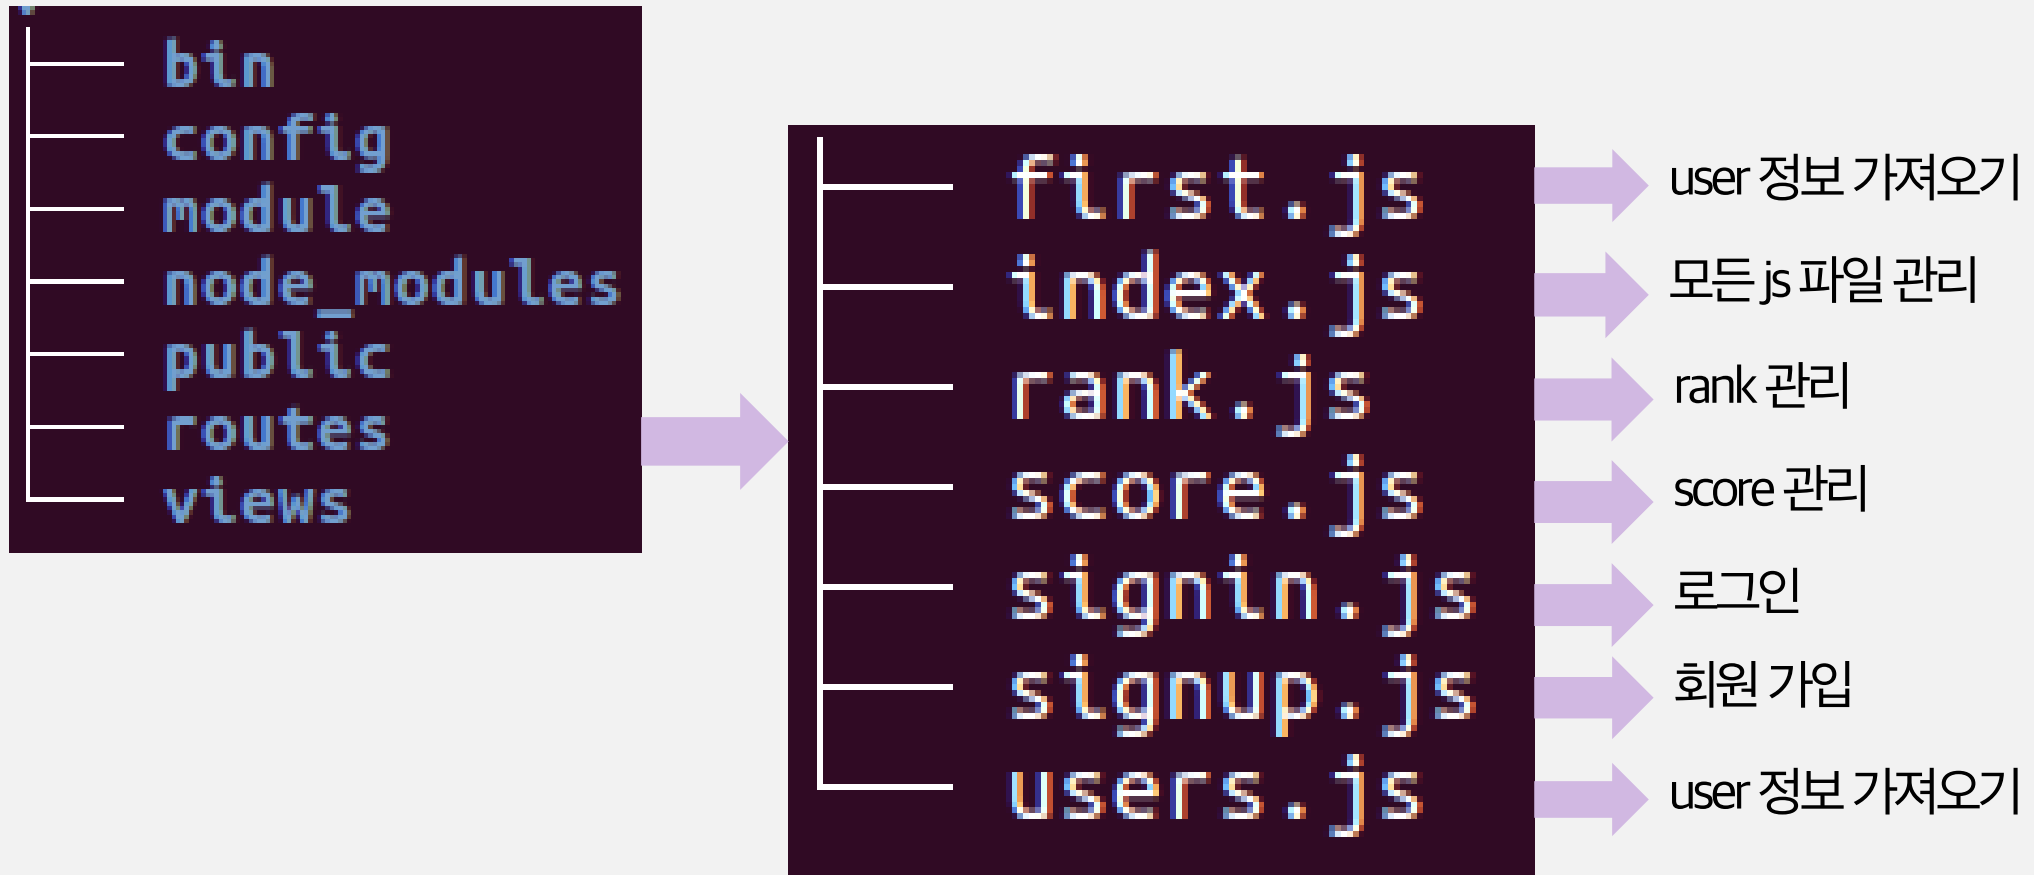 bin
config
module
node_modules
public
routes
views
first.js
index.js
rank.js
score.js
signin.js
signup.js
users.js
user 정보 가져오기
모든 js 파일 관리
rank 관리
score 관리
로그인
회원 가입
user 정보 가져오기